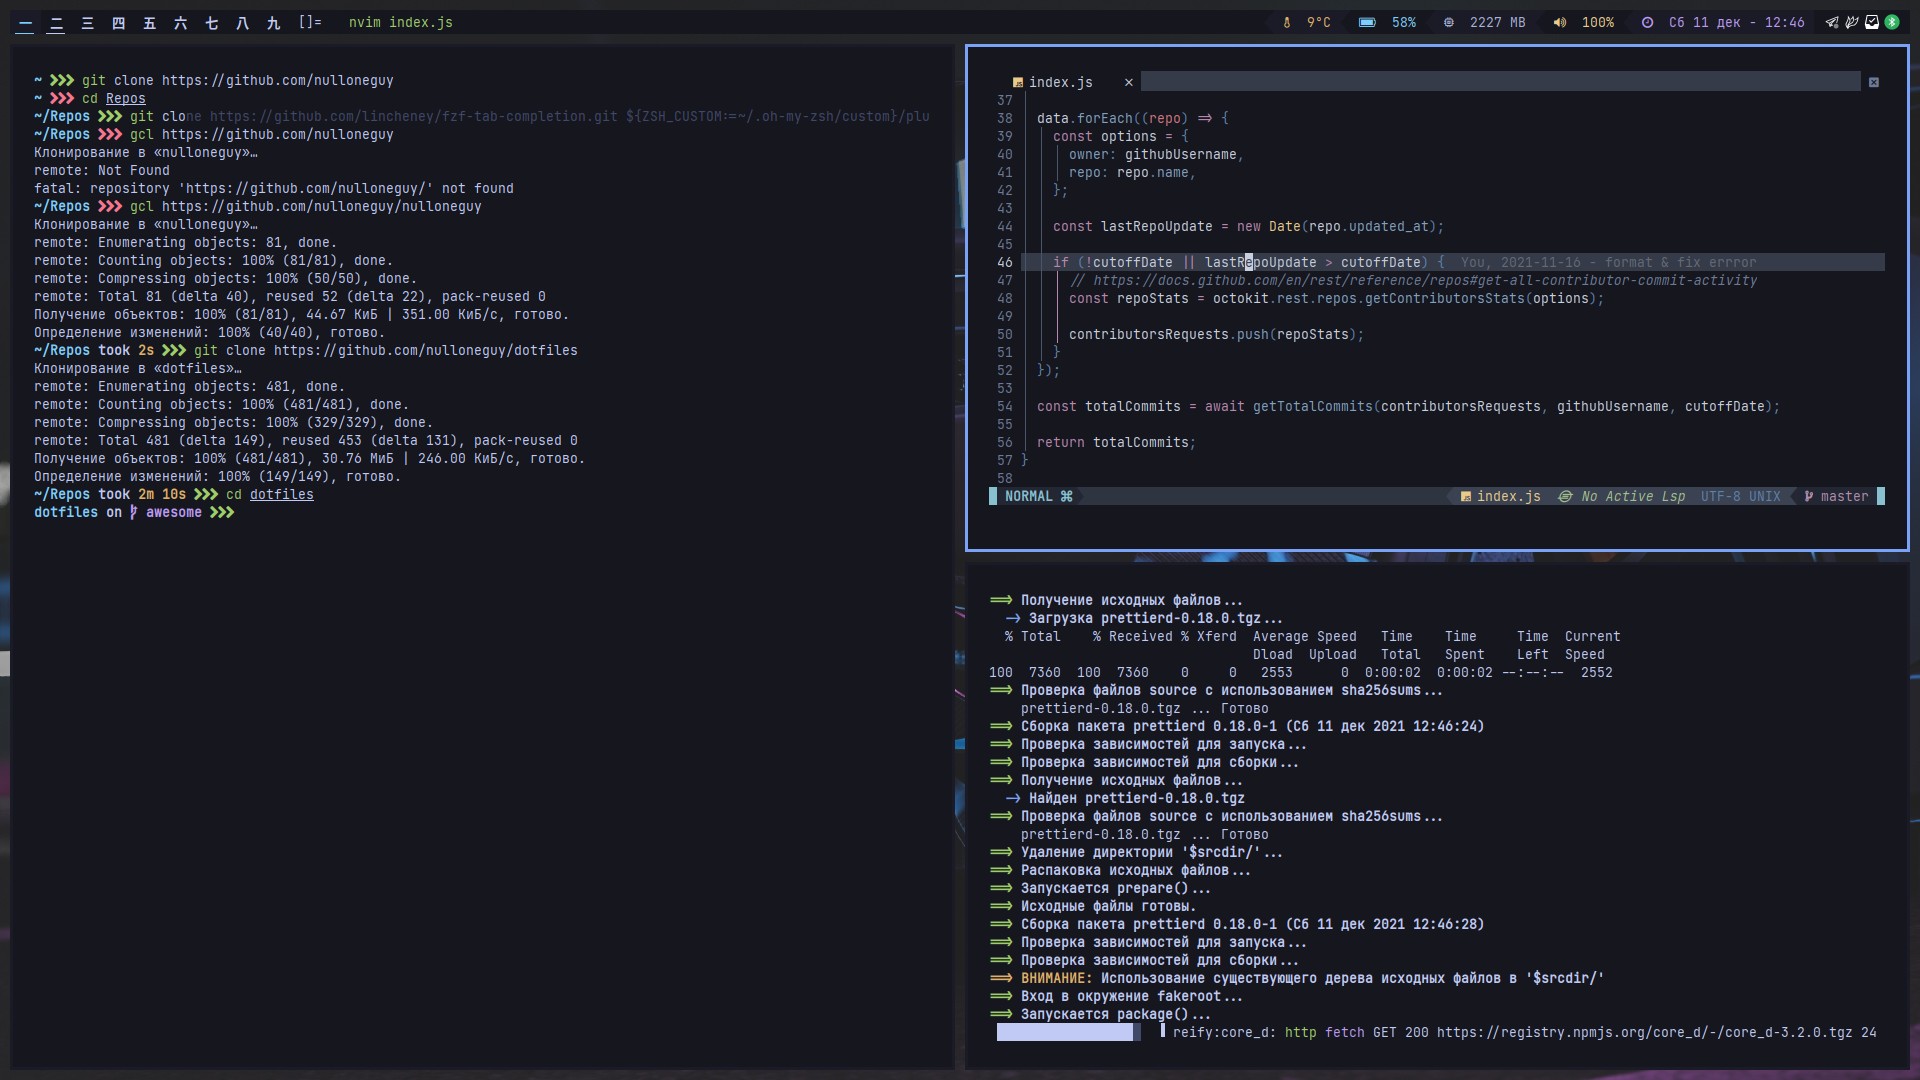 一 二 三 四 五 六 七 八 九 []= nvim index.js
9°C 58% 2227 MB 100% Сб 11 дек - 12:46
~ ❯❯❯ git clone https://github.com/nulloneguy
~ ❯❯❯ cd Repos
~/Repos ❯❯❯ git clone https://github.com/lincheney/fzf-tab-completion.git ${ZSH_CUSTOM:=~/.oh-my-zsh/custom}/plu
~/Repos ❯❯❯ gcl https://github.com/nulloneguy
Клонирование в «nulloneguy»…
remote: Not Found
fatal: repository 'https://github.com/nulloneguy/' not found
~/Repos ❯❯❯ gcl https://github.com/nulloneguy/nulloneguy
Клонирование в «nulloneguy»…
remote: Enumerating objects: 81, done.
remote: Counting objects: 100% (81/81), done.
remote: Compressing objects: 100% (50/50), done.
remote: Total 81 (delta 40), reused 52 (delta 22), pack-reused 0
Получение объектов: 100% (81/81), 44.67 КиБ | 351.00 КиБ/с, готово.
Определение изменений: 100% (40/40), готово.
~/Repos took 2s ❯❯❯ git clone https://github.com/nulloneguy/dotfiles
Клонирование в «dotfiles»…
remote: Enumerating objects: 481, done.
remote: Counting objects: 100% (481/481), done.
remote: Compressing objects: 100% (329/329), done.
remote: Total 481 (delta 149), reused 453 (delta 131), pack-reused 0
Получение объектов: 100% (481/481), 30.76 МиБ | 246.00 КиБ/с, готово.
Определение изменений: 100% (149/149), готово.
~/Repos took 2m 10s ❯❯❯ cd dotfiles
dotfiles on awesome ❯❯❯
index.js ×
37
38 data.forEach((repo) => {
39 const options = {
40 owner: githubUsername,
41 repo: repo.name,
42 };
43
44 const lastRepoUpdate = new Date(repo.updated_at);
45
46 if (!cutoffDate || lastRepoUpdate > cutoffDate) { You, 2021-11-16 - format & fix errror
47 // https://docs.github.com/en/rest/reference/repos#get-all-contributor-commit-activity
48 const repoStats = octokit.rest.repos.getContributorsStats(options);
49
50 contributorsRequests.push(repoStats);
51 }
52 });
53
54 const totalCommits = await getTotalCommits(contributorsRequests, githubUsername, cutoffDate);
55
56 return totalCommits;
57 }
58
NORMAL ⌘ index.js No Active Lsp UTF-8 UNIX master
==> Получение исходных файлов...
-> Загрузка prettierd-0.18.0.tgz...
% Total % Received % Xferd Average Speed Time Time Time Current
Dload Upload Total Spent Left Speed
100 7360 100 7360 0 0 2553 0 0:00:02 0:00:02 --:--:-- 2552
==> Проверка файлов source с использованием sha256sums...
prettierd-0.18.0.tgz ... Готово
==> Сборка пакета prettierd 0.18.0-1 (Сб 11 дек 2021 12:46:24)
==> Проверка зависимостей для запуска...
==> Проверка зависимостей для сборки...
==> Получение исходных файлов...
-> Найден prettierd-0.18.0.tgz
==> Проверка файлов source с использованием sha256sums...
prettierd-0.18.0.tgz ... Готово
==> Удаление директории '$srcdir/'...
==> Распаковка исходных файлов...
==> Запускается prepare()...
==> Исходные файлы готовы.
==> Сборка пакета prettierd 0.18.0-1 (Сб 11 дек 2021 12:46:28)
==> Проверка зависимостей для запуска...
==> Проверка зависимостей для сборки...
==> ВНИМАНИЕ: Использование существующего дерева исходных файлов в '$srcdir/'
==> Вход в окружение fakeroot...
==> Запускается package()...
reify:core_d: http fetch GET 200 https://registry.npmjs.org/core_d/-/core_d-3.2.0.tgz 24